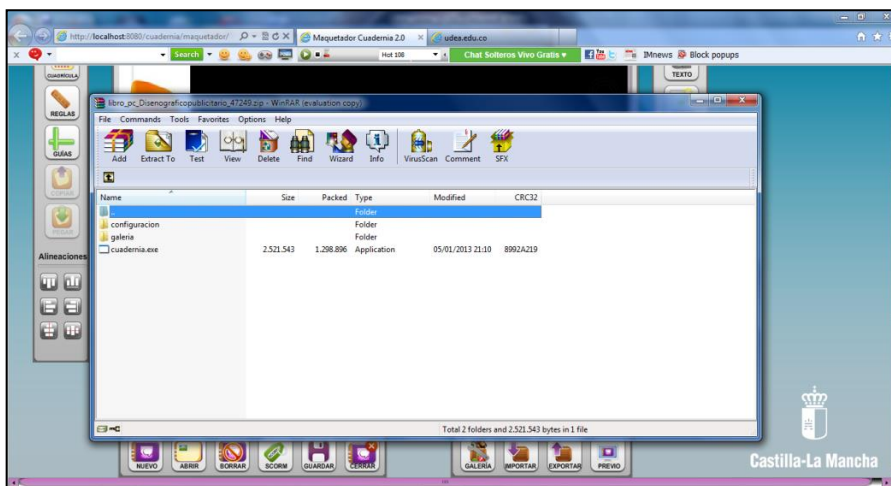 http://localhost:8080/cuadernia/maquetador/
Maquetador Cuadernia 2.0
udea.edu.co
Search
Hot 108
Chat Solteros Vivo Gratis
IMnews
Block popups
CUADRÍCULA
TEXTO
REGLAS
GUÍAS
COPIAR
PEGAR
Alineaciones
libro_pc_Disenograficopublicitario_47249.zip - WinRAR (evaluation copy)
File Commands Tools Favorites Options Help
Add Extract To Test View Delete Find Wizard Info VirusScan Comment SFX
Name Size Packed Type Modified CRC32
.. Folder
configuracion Folder
galeria Folder
cuadernia.exe 2.521.543 1.298.896 Application 05/01/2013 21:10 8992A219
Total 2 folders and 2.521.543 bytes in 1 file
NUEVO ABRIR BORRAR SCORM GUARDAR CERRAR GALERÍA IMPORTAR EXPORTAR PREVIO
Castilla-La Mancha